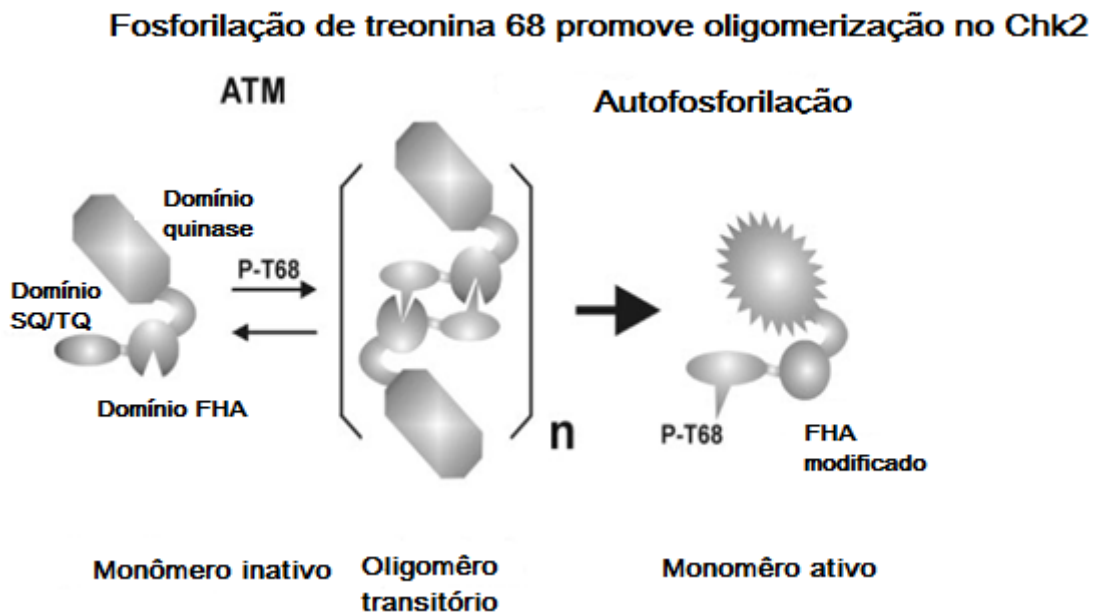 Fosforilação de treonina 68 promove oligomerização no Chk2
ATM
Autofosforilação
Domínio
quinase
P-T68
Domínio
SQ/TQ
Domínio FHA
n
P-T68
FHA
modificado
Monômero inativo
Oligomêro
transitório
Monomêro ativo